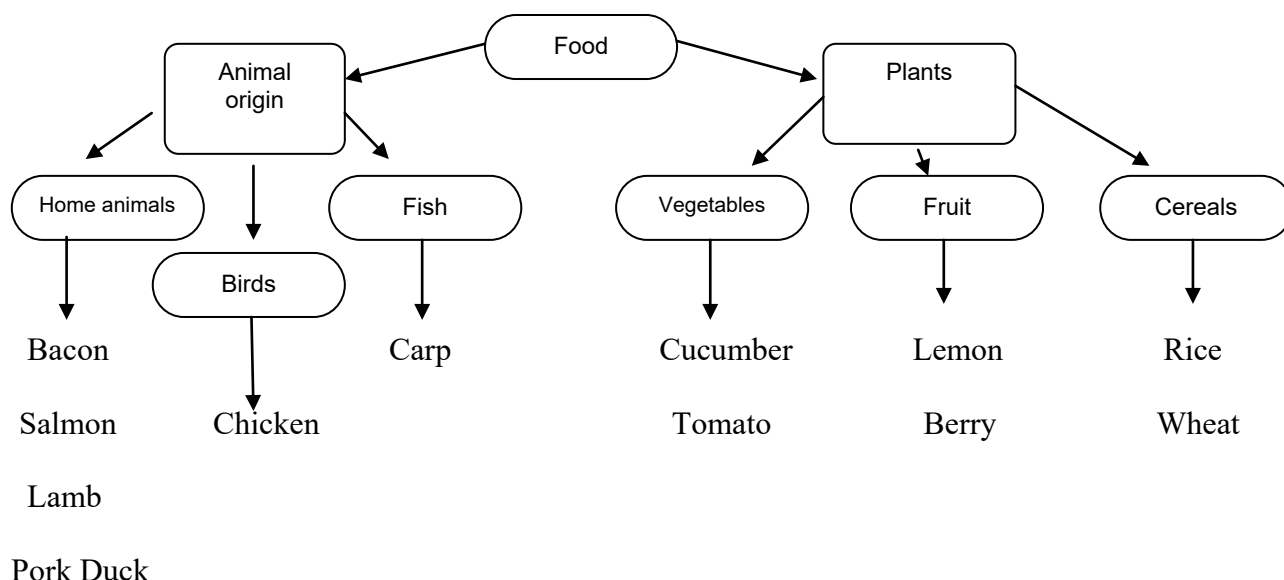 Food
Animal
origin
Plants
Home animals
Fish
Vegetables
Fruit
Cereals
Birds
Bacon
Carp
Cucumber
Lemon
Rice
Salmon
Chicken
Tomato
Berry
Wheat
Lamb
Pork Duck